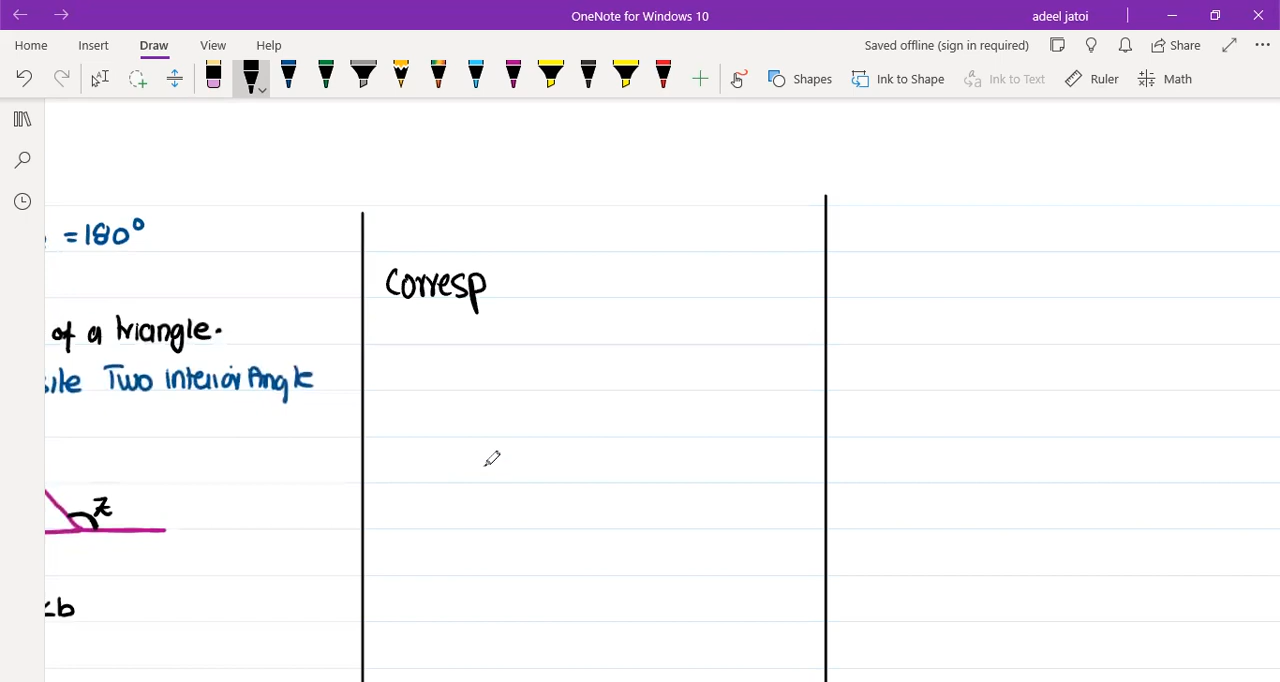 OneNote for Windows 10
adeel jatoi
Home Insert Draw View Help
Saved offline (sign in required)
Share
Shapes
Ink to Shape
Ink to Text
Ruler
Math
=180°
Corresp
of a triangle.
Two interior Angle
z
<b